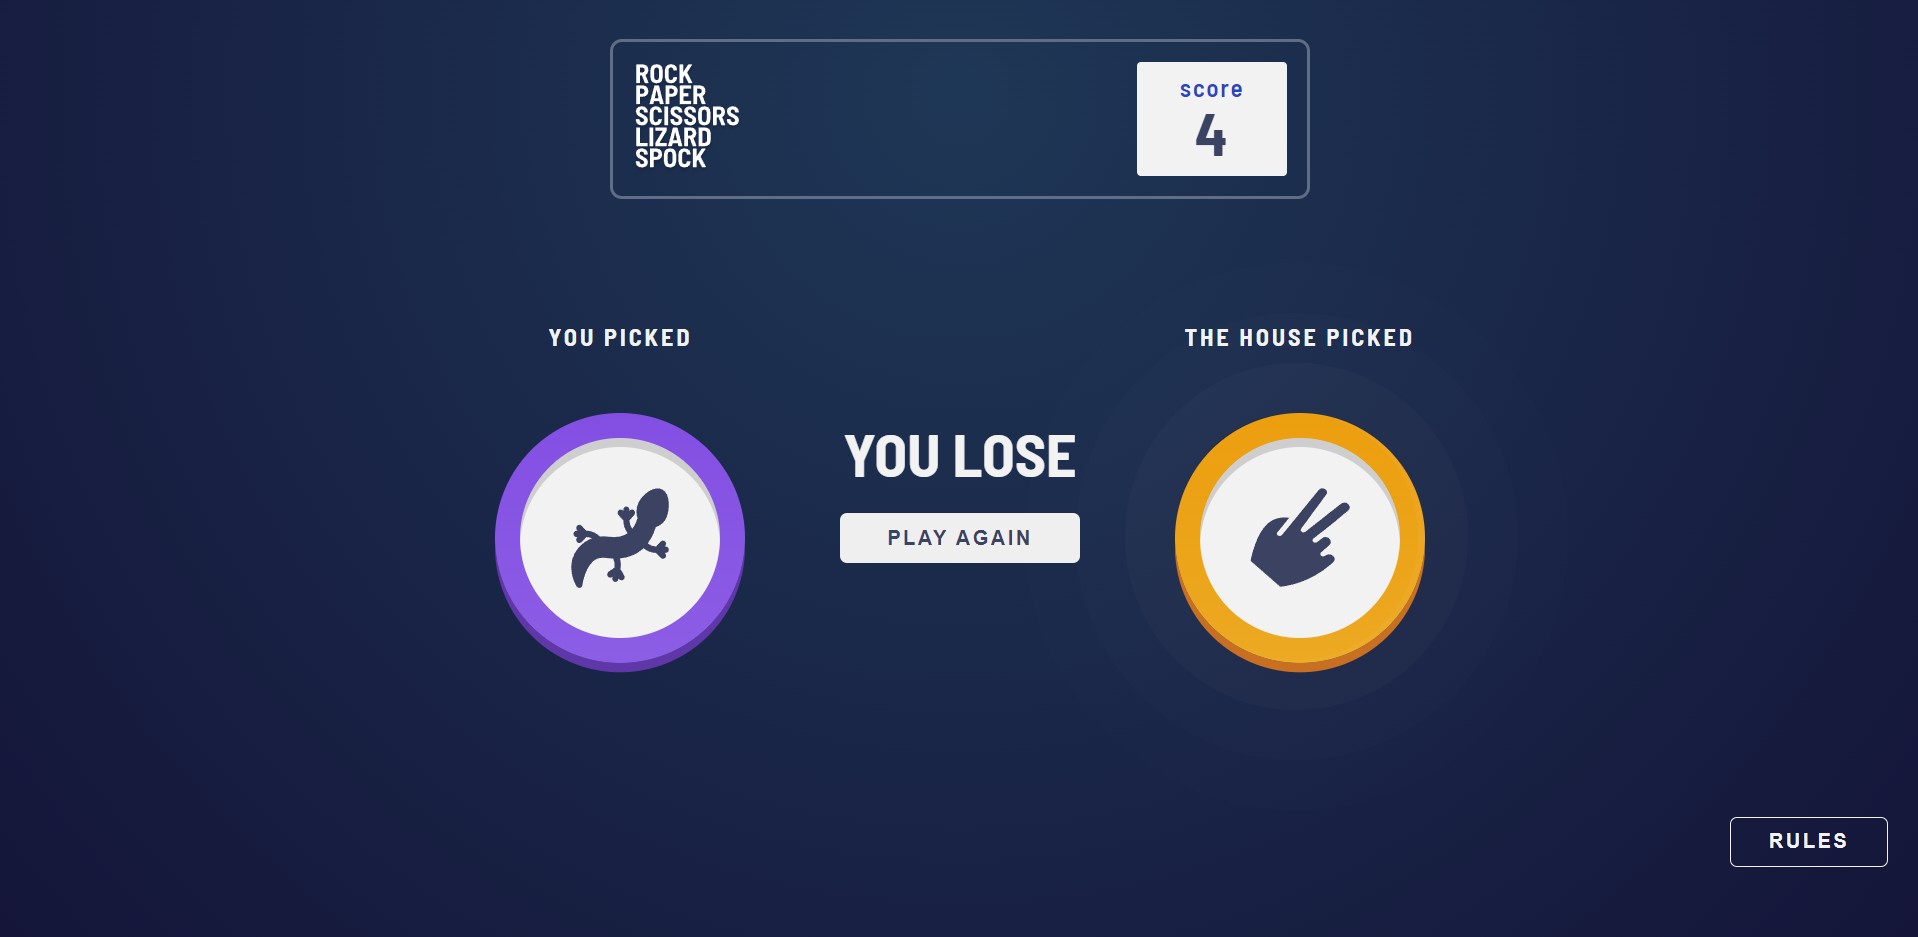 ROCK
PAPER
SCISSORS
LIZARD
SPOCK
score
4
YOU PICKED
THE HOUSE PICKED
YOU LOSE
PLAY AGAIN
RULES